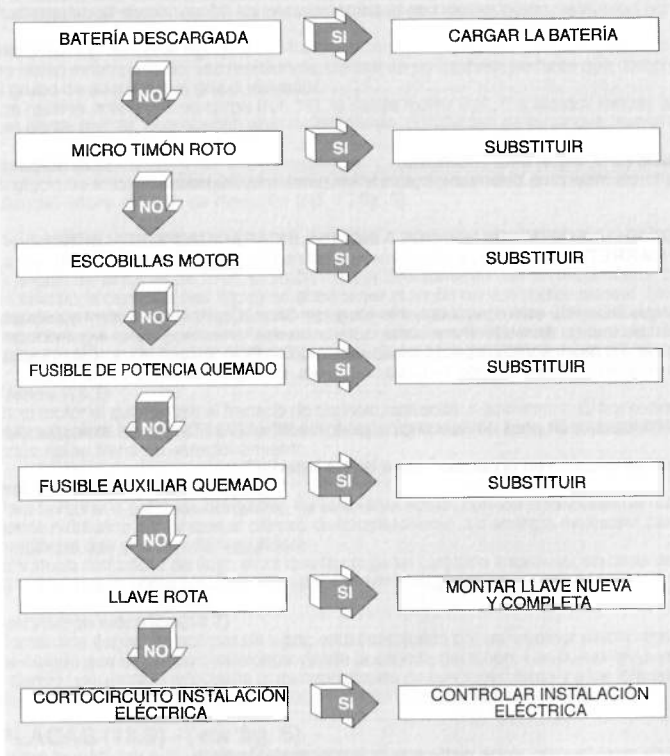 BATERÍA DESCARGADA SI CARGAR LA BATERÍA
NO
MICRO TIMÓN ROTO SI SUBSTITUIR
NO
ESCOBILLAS MOTOR SI SUBSTITUIR
NO
FUSIBLE DE POTENCIA QUEMADO SI SUBSTITUIR
NO
FUSIBLE AUXILIAR QUEMADO SI SUBSTITUIR
NO
LLAVE ROTA SI MONTAR LLAVE NUEVA
Y COMPLETA
NO
CORTOCIRCUITO INSTALACIÓN
ELÉCTRICA SI CONTROLAR INSTALACIÓN
ELÉCTRICA